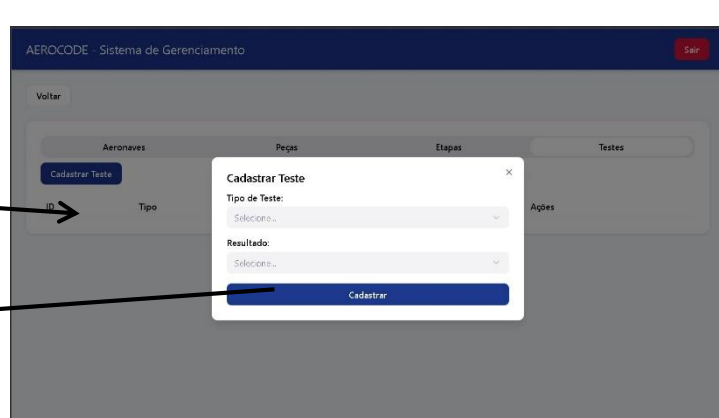 AEROCODE - Sistema de Gerenciamento
Sair
Voltar
Aeronaves Peças Etapas Testes
Cadastrar Teste
ID Tipo Ações
Cadastrar Teste
×
Tipo de Teste:
Selecione...
Resultado:
Selecione...
Cadastrar